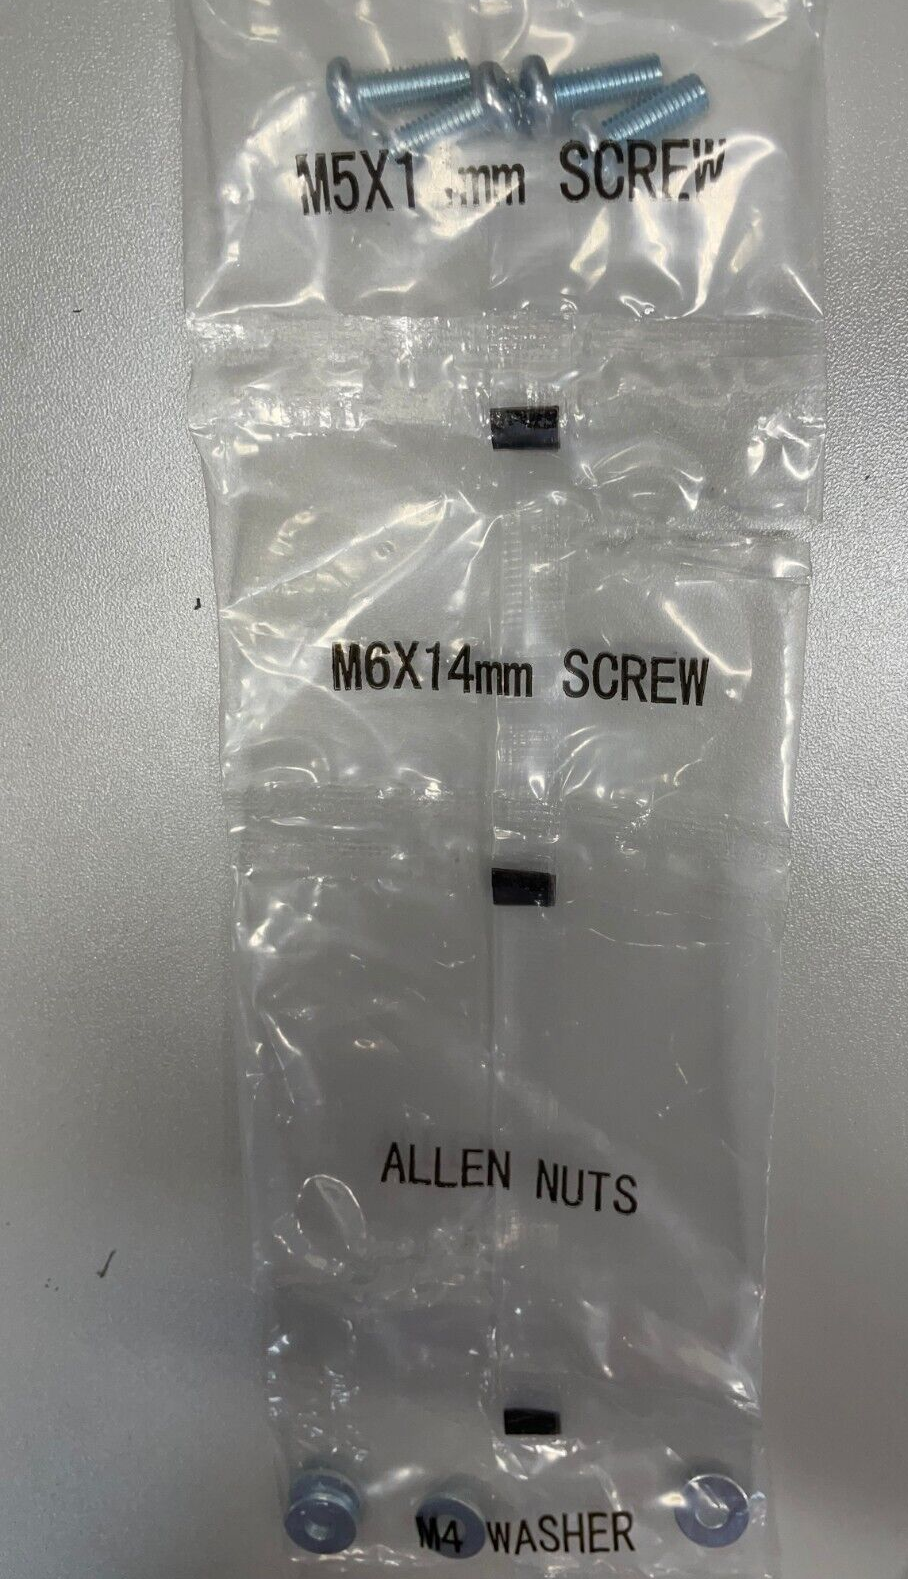 M5X1 mm SCREW
M6X14mm SCREW
ALLEN NUTS
M4 WASHER